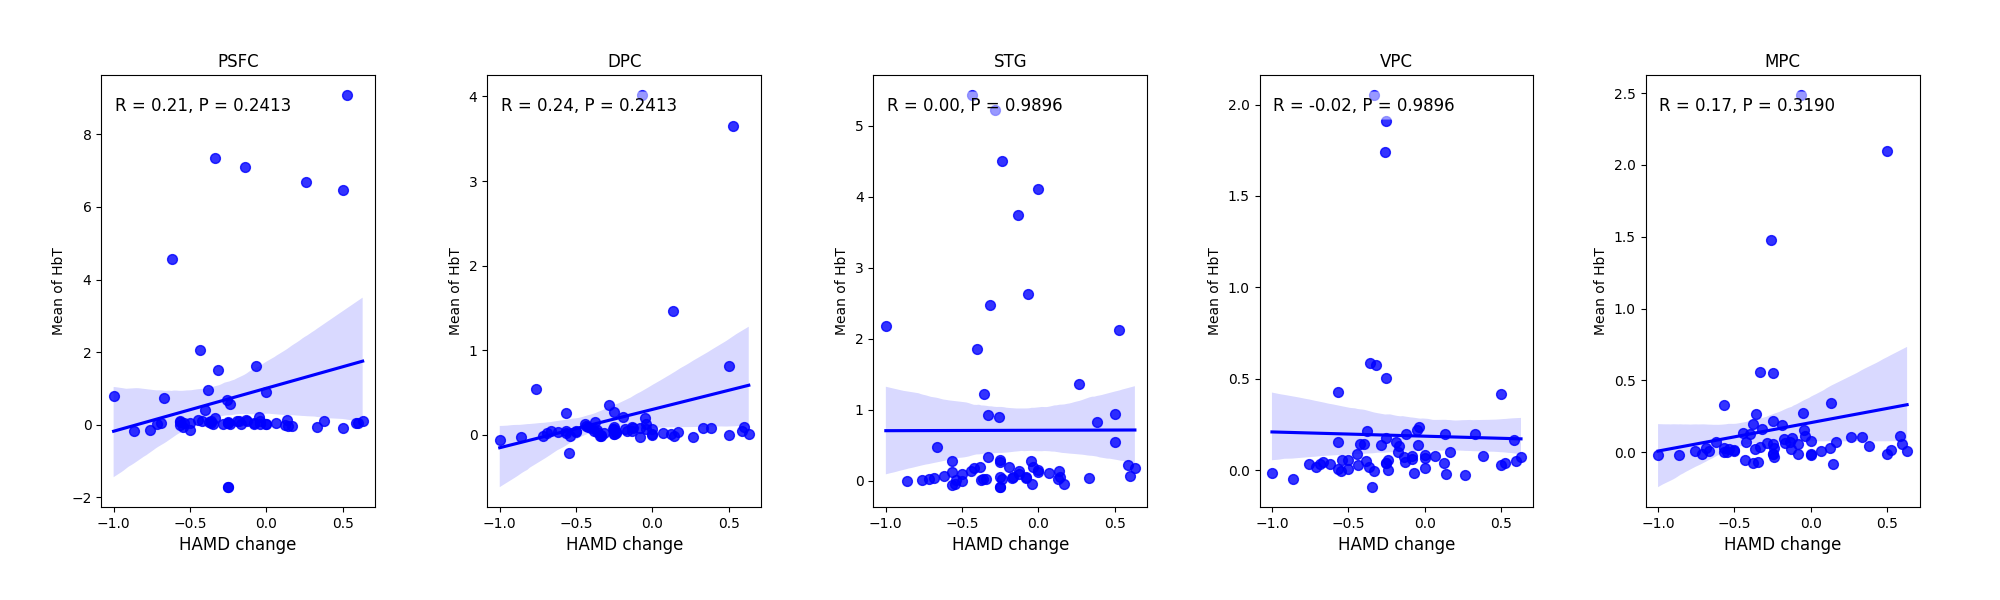 PSFC
R = 0.21, P = 0.2413
Mean of HbT
8
6
4
2
0
−2
−1.0 −0.5 0.0 0.5
HAMD change
DPC
R = 0.24, P = 0.2413
Mean of HbT
4
3
2
1
0
−1.0 −0.5 0.0 0.5
HAMD change
STG
R = 0.00, P = 0.9896
Mean of HbT
5
4
3
2
1
0
−1.0 −0.5 0.0 0.5
HAMD change
VPC
R = -0.02, P = 0.9896
Mean of HbT
2.0
1.5
1.0
0.5
0.0
−1.0 −0.5 0.0 0.5
HAMD change
MPC
R = 0.17, P = 0.3190
Mean of HbT
2.5
2.0
1.5
1.0
0.5
0.0
−1.0 −0.5 0.0 0.5
HAMD change